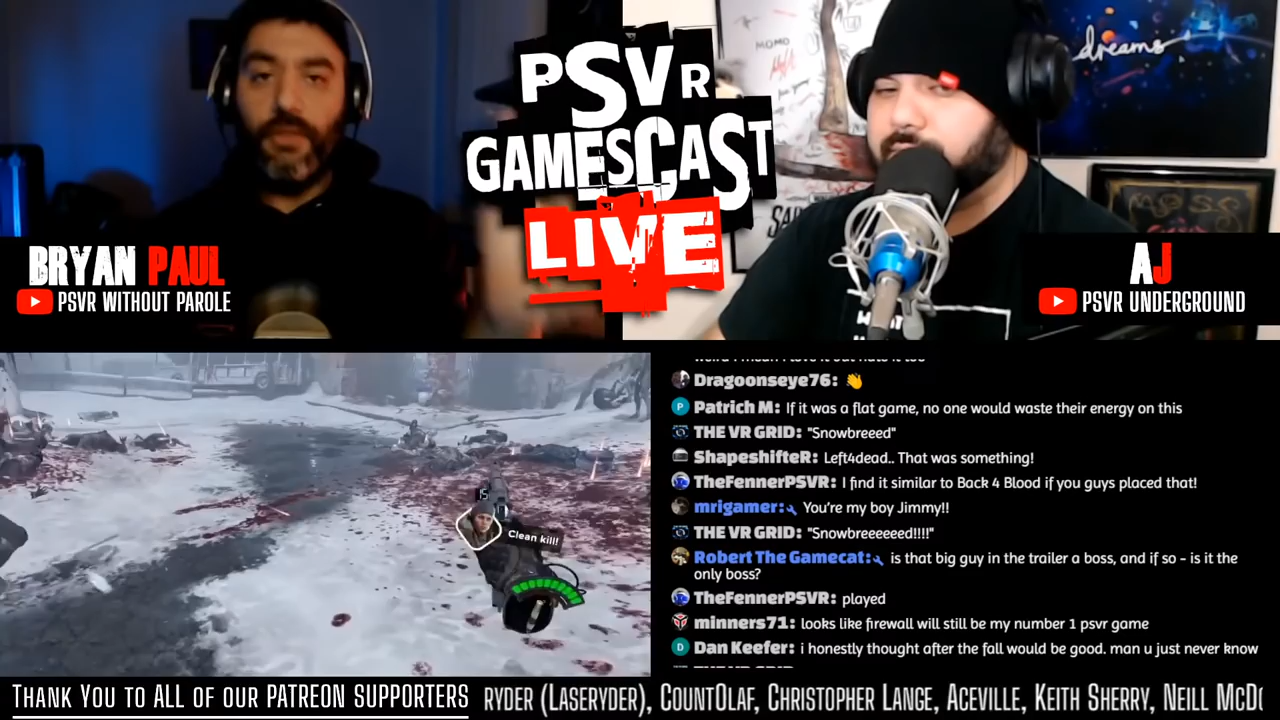 PSVR
GAMESCAST
LIVE
MOMO
dreams
MOSS
BRYAN PAUL
PSVR WITHOUT PAROLE
AJ
PSVR UNDERGROUND
15
Clean kill!
Dragoonseye76: 👏
P Patrich M: If it was a flat game, no one would waste their energy on this
THE VR GRID: "Snowbreeed"
ShapeshifteR: Left4dead.. That was something!
TheFennerPSVR: I find it similar to Back 4 Blood if you guys placed that!
mrigamer: You're my boy Jimmy!!
THE VR GRID: "Snowbreeeeeed!!!!"
Robert The Gamecat: is that big guy in the trailer a boss, and if so - is it the
only boss?
TheFennerPSVR: played
minners71: looks like firewall will still be my number 1 psvr game
D Dan Keefer: i honestly thought after the fall would be good. man u just never know
THANK YOU TO ALL OF OUR PATREON SUPPORTERS RYDER (LASERYDER), COUNTOLAF, CHRISTOPHER LANGE, ACEVILLE, KEITH SHERRY, NEILL